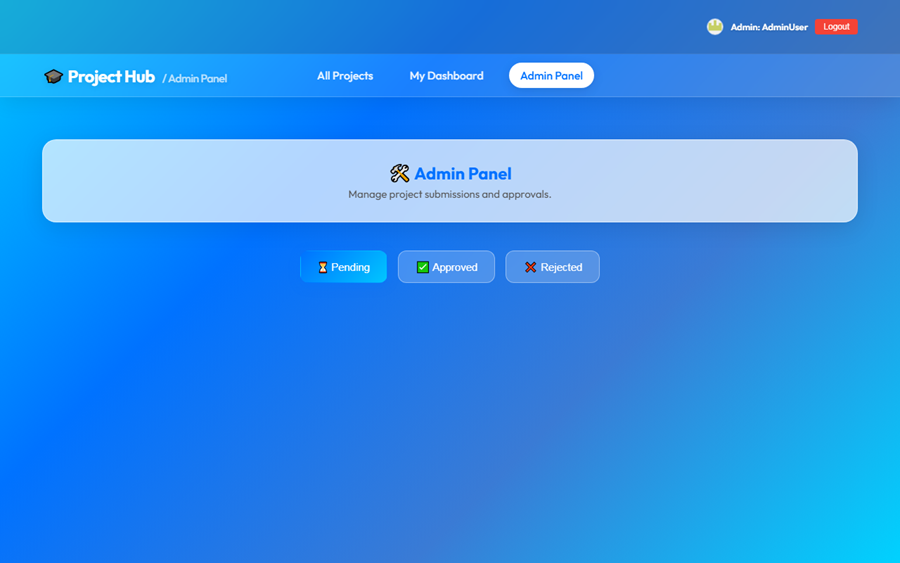 Admin: AdminUser Logout
🎓 Project Hub / Admin Panel All Projects My Dashboard Admin Panel
🛠 Admin Panel
Manage project submissions and approvals.
⏳ Pending ✅ Approved ❌ Rejected